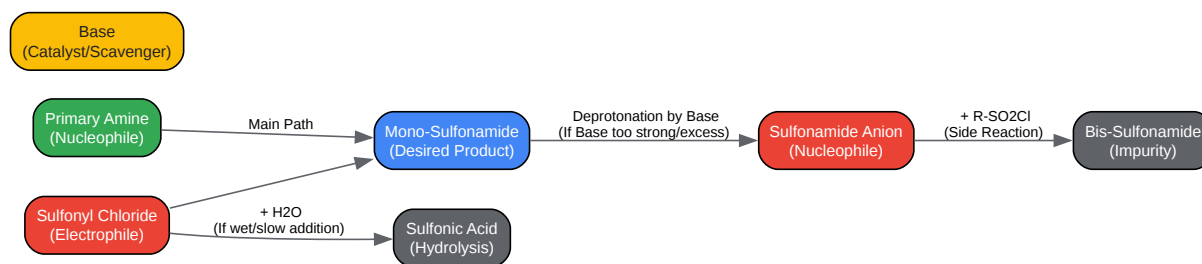 Base
(Catalyst/Scavenger)
Primary Amine
(Nucleophile)
Main Path
Mono-Sulfonamide
(Desired Product)
Deprotonation by Base
(If Base too strong/excess)
Sulfonamide Anion
(Nucleophile)
+ R-SO2Cl
(Side Reaction)
Bis-Sulfonamide
(Impurity)
Sulfonyl Chloride
(Electrophile)
+ H2O
(If wet/slow addition)
Sulfonic Acid
(Hydrolysis)